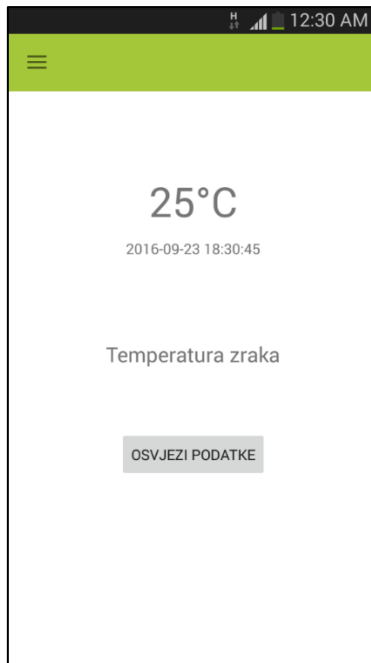 H 12:30 AM
25°C
2016-09-23 18:30:45
Temperatura zraka
OSVJEZI PODATKE